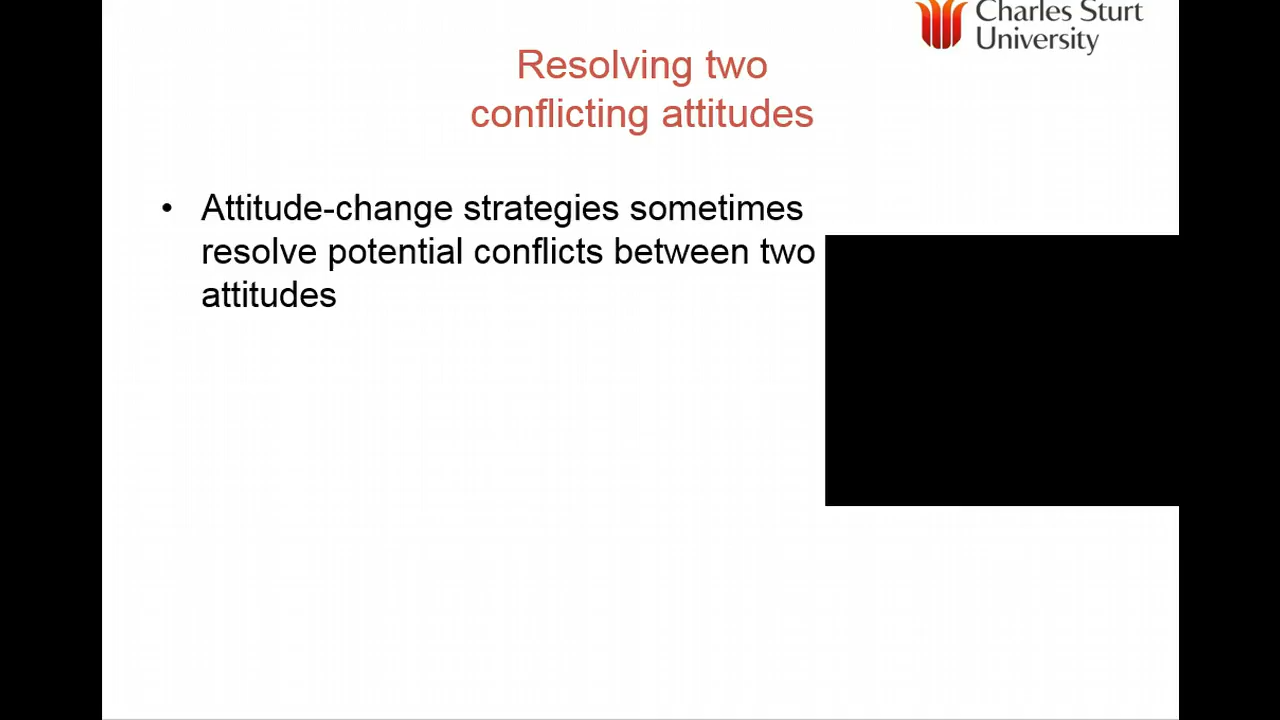 Charles Sturt
University
Resolving two
conflicting attitudes
• Attitude-change strategies sometimes
resolve potential conflicts between two
attitudes